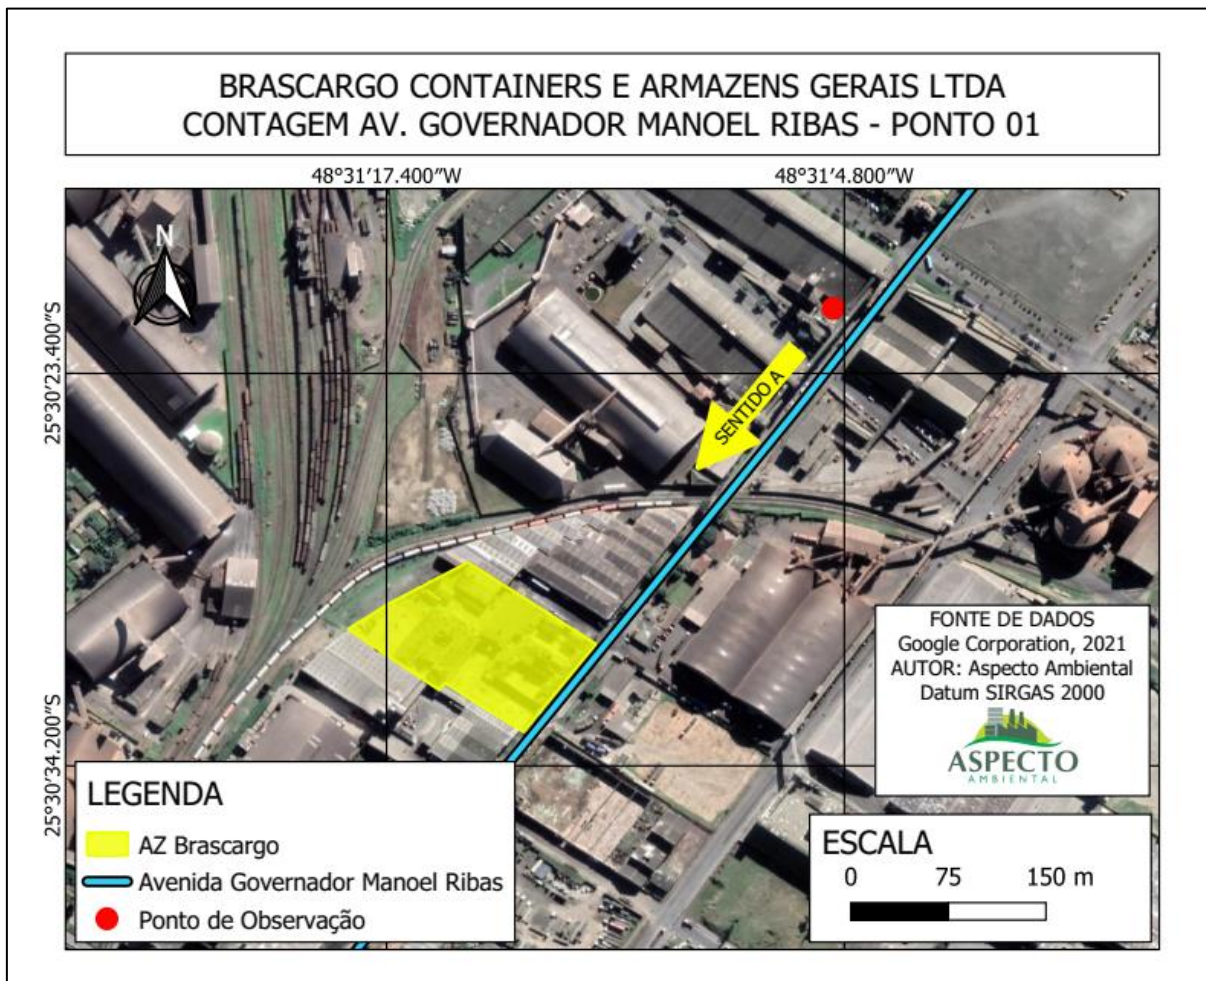 BRASCARGO CONTAINERS E ARMAZENS GERAIS LTDA
CONTAGEM AV. GOVERNADOR MANOEL RIBAS - PONTO 01
48°31'17.400"W
48°31'4.800"W
N
25°30'23.400"S
SENTIDO A
25°30'34.200"S
FONTE DE DADOS
Google Corporation, 2021
AUTOR: Aspecto Ambiental
Datum SIRGAS 2000
ASPECTO
AMBIENTAL
LEGENDA
AZ Brascargo
Avenida Governador Manoel Ribas
Ponto de Observação
ESCALA
0 75 150 m